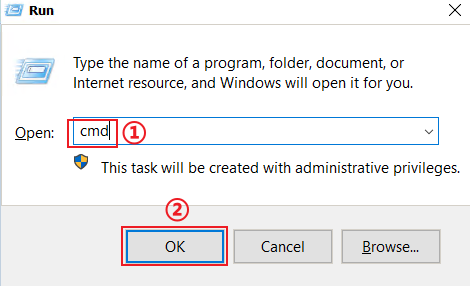 Run
Type the name of a program, folder, document, or
Internet resource, and Windows will open it for you.
Open: cmd ①
This task will be created with administrative privileges.
②
OK Cancel Browse...